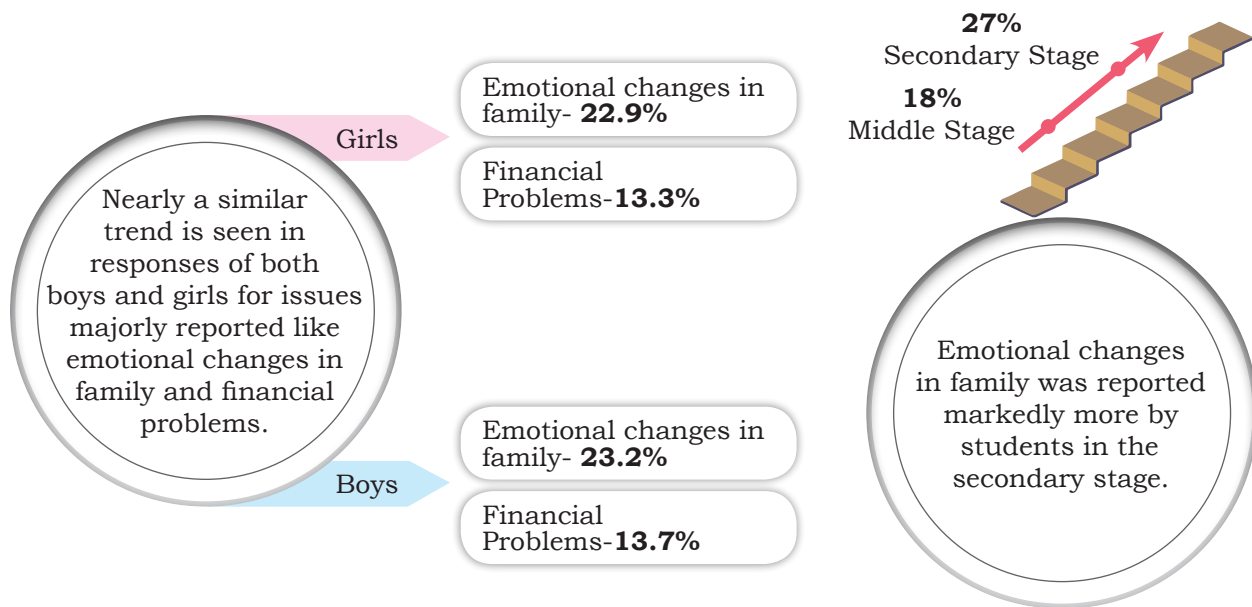 Nearly a similar
trend is seen in
responses of both
boys and girls for issues
majorly reported like
emotional changes in
family and financial
problems.
Girls
Emotional changes in
family- 22.9%
Financial
Problems-13.3%
Boys
Emotional changes in
family- 23.2%
Financial
Problems-13.7%
27%
Secondary Stage
18%
Middle Stage
Emotional changes
in family was reported
markedly more by
students in the
secondary stage.